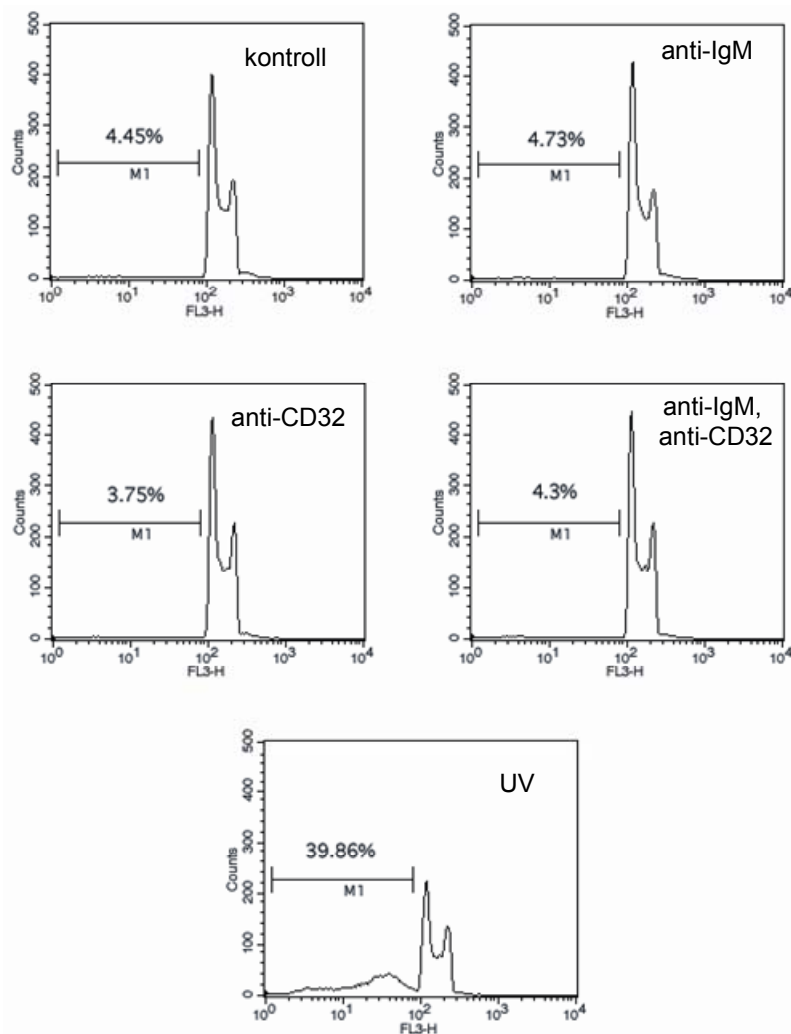 kontroll
500
400
300
200
100
0
Counts
4.45%
M1
10⁰ 10¹ 10² 10³ 10⁴
FL3-H
anti-IgM
500
400
300
200
100
0
Counts
4.73%
M1
10⁰ 10¹ 10² 10³ 10⁴
FL3-H
anti-CD32
500
400
300
200
100
0
Counts
3.75%
M1
10⁰ 10¹ 10² 10³ 10⁴
FL3-H
anti-IgM,
anti-CD32
500
400
300
200
100
0
Counts
4.3%
M1
10⁰ 10¹ 10² 10³ 10⁴
FL3-H
UV
500
400
300
200
100
0
Counts
39.86%
M1
10⁰ 10¹ 10² 10³ 10⁴
FL3-H